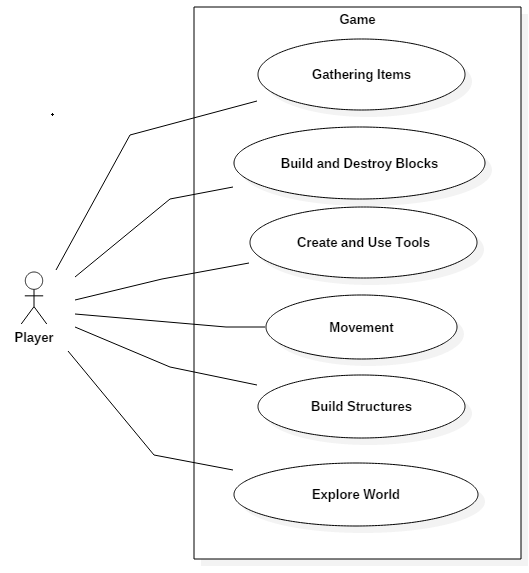 Game
Gathering Items
Build and Destroy Blocks
Create and Use Tools
Movement
Player
Build Structures
Explore World